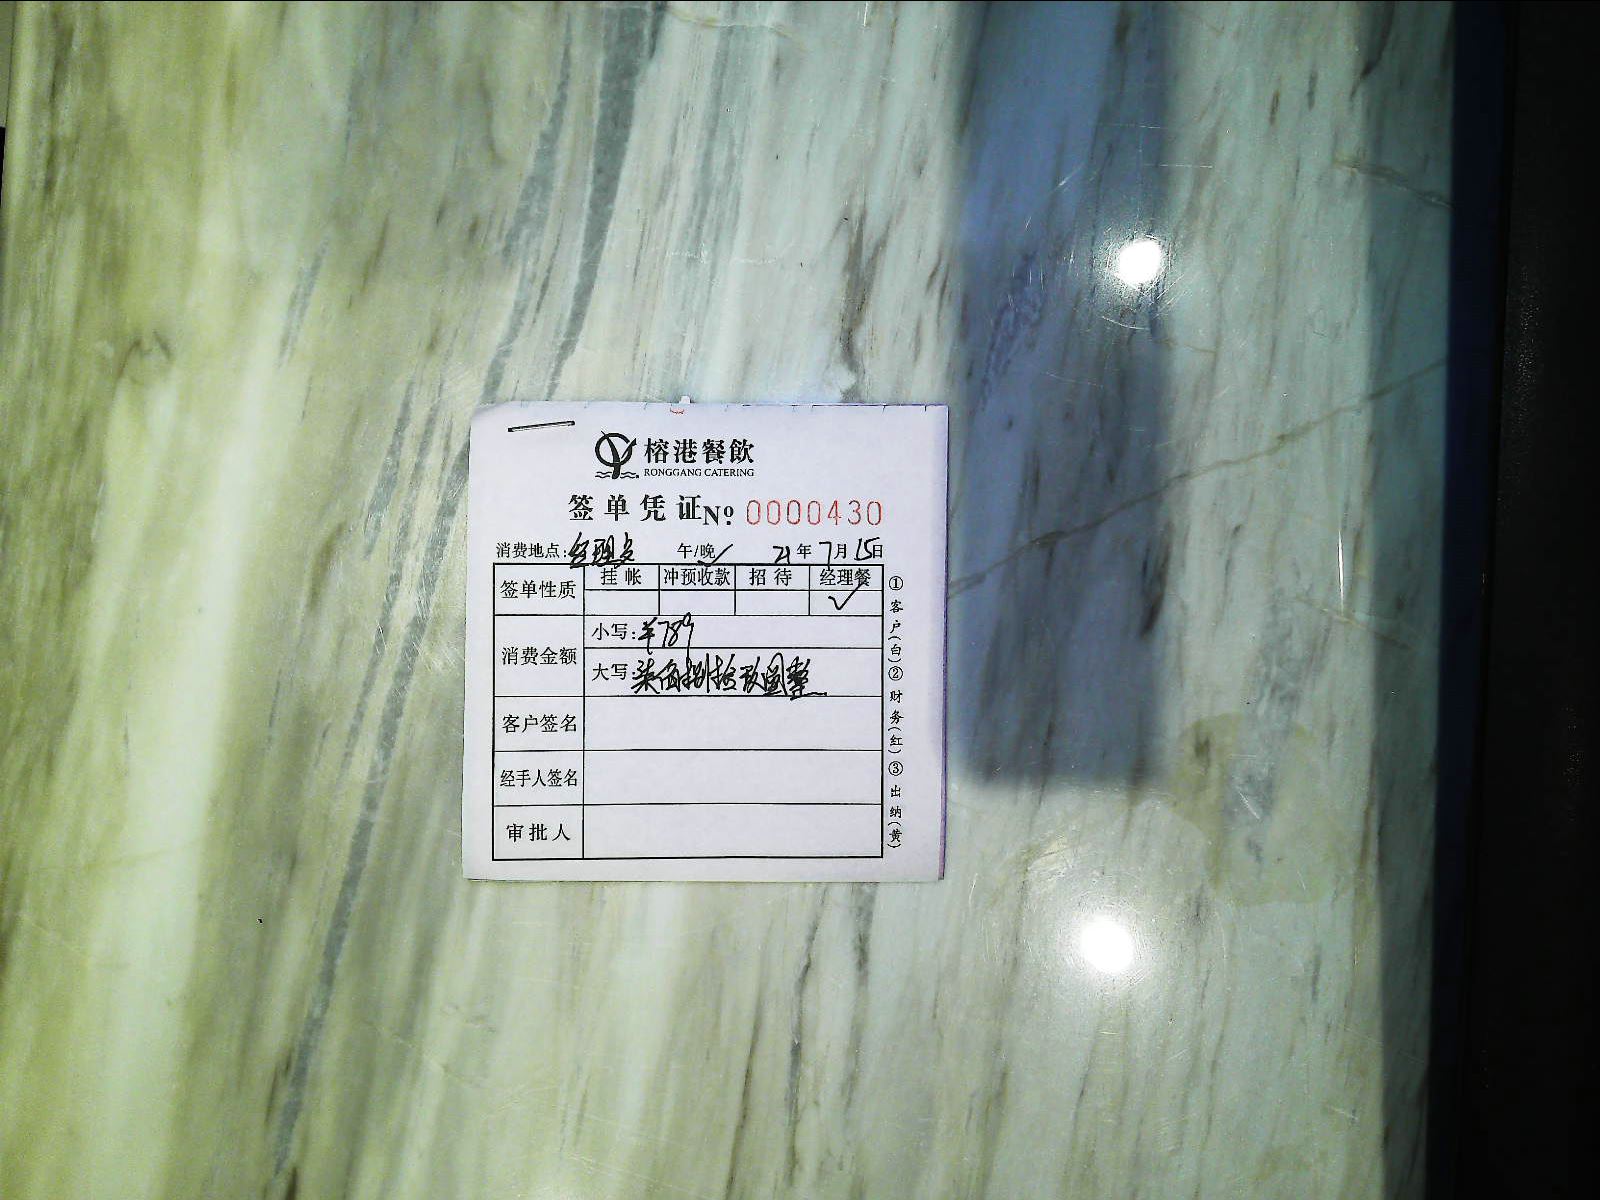 榕港餐飲
RONGGANG CATERING
签单凭证 Nº 0000430
消费地点: 午/晚✓ 21年7月15日
签单性质 挂帐 冲预收款 招待 经理餐
✓
消费金额 小写:¥789
大写:柒佰捌拾玖圆整
客户签名
经手人签名
审批人
①客户(白)②财务(红)③出纳(黄)